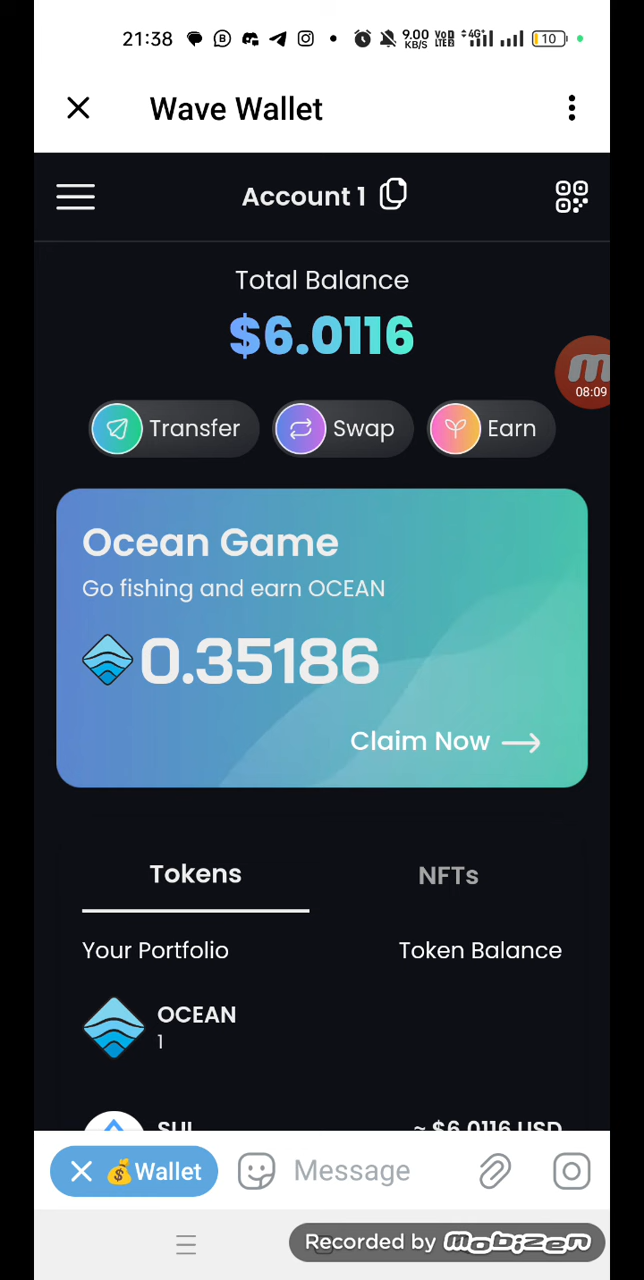 21:38 9.00 KB/S VoD LTE 4G 10
Wave Wallet
Account 1
Total Balance
$6.0116
08:09
Transfer Swap Earn
Ocean Game
Go fishing and earn OCEAN
0.35186
Claim Now
Tokens NFTs
Your Portfolio Token Balance
OCEAN
1
SUI ~ $6.0116 USD
Wallet Message
Recorded by mobizen